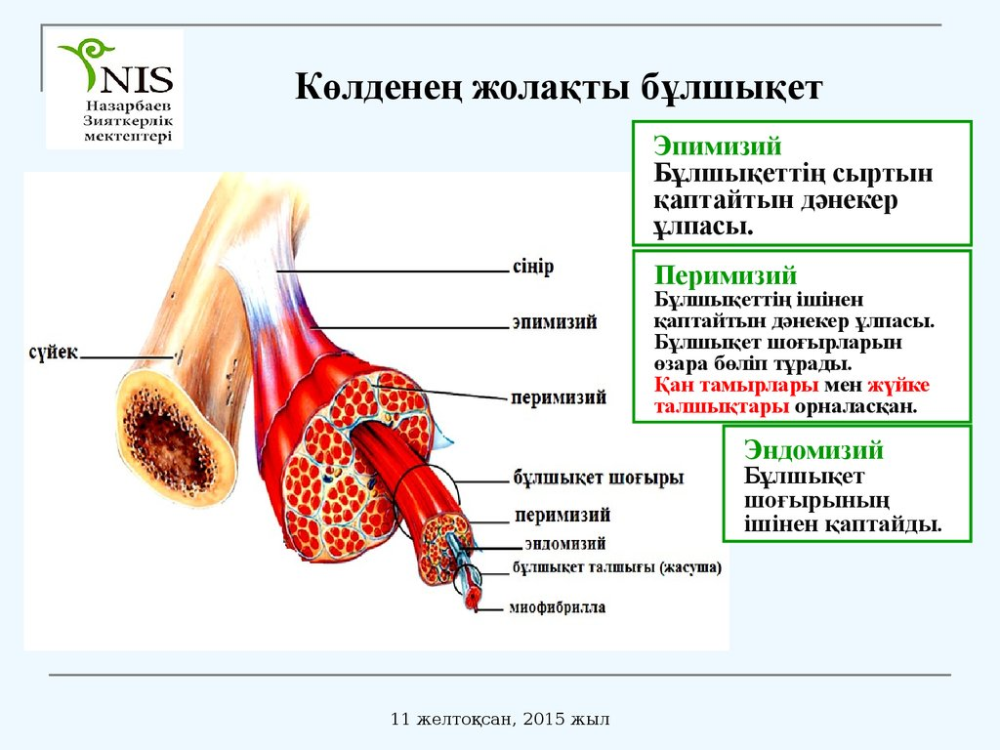 NIS
Назарбаев
Зияткерлік
мектептері
Көлденең жолақты бұлшықет
Эпимизий
Бұлшықеттің сыртын
қаптайтын дәнекер
ұлпасы.
Перимизий
Бұлшықеттің ішінен
қаптайтын дәнекер ұлпасы.
Бұлшықет шоғырларын
өзара бөліп тұрады.
Қан тамырлары мен жүйке
талшықтары орналасқан.
Эндомизий
Бұлшықет
шоғырының
ішінен қаптайды.
сіңір
эпимизий
сүйек
перимизий
бұлшықет шоғыры
перимизий
эндомизий
бұлшықет талшығы (жасуша)
миофибрилла
11 желтоқсан, 2015 жыл